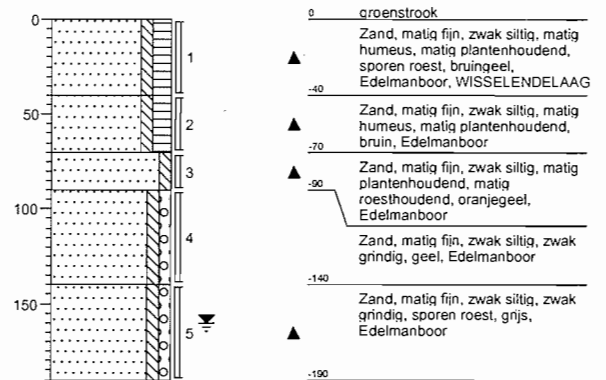 0
50
100
150
1
2
3
4
5
0 groenstrook
Zand, matig fijn, zwak siltig, matig
humeus, matig plantenhoudend,
sporen roest, bruingeel,
Edelmanboor, WISSELENDELAAG
-40
Zand, matig fijn, zwak siltig, matig
humeus, matig plantenhoudend,
bruin, Edelmanboor
-70
Zand, matig fijn, zwak siltig, matig
plantenhoudend, matig
roesthoudend, oranjegeel,
Edelmanboor
-90
Zand, matig fijn, zwak siltig, zwak
grindig, geel, Edelmanboor
-140
Zand, matig fijn, zwak siltig, zwak
grindig, sporen roest, grijs,
Edelmanboor
-190